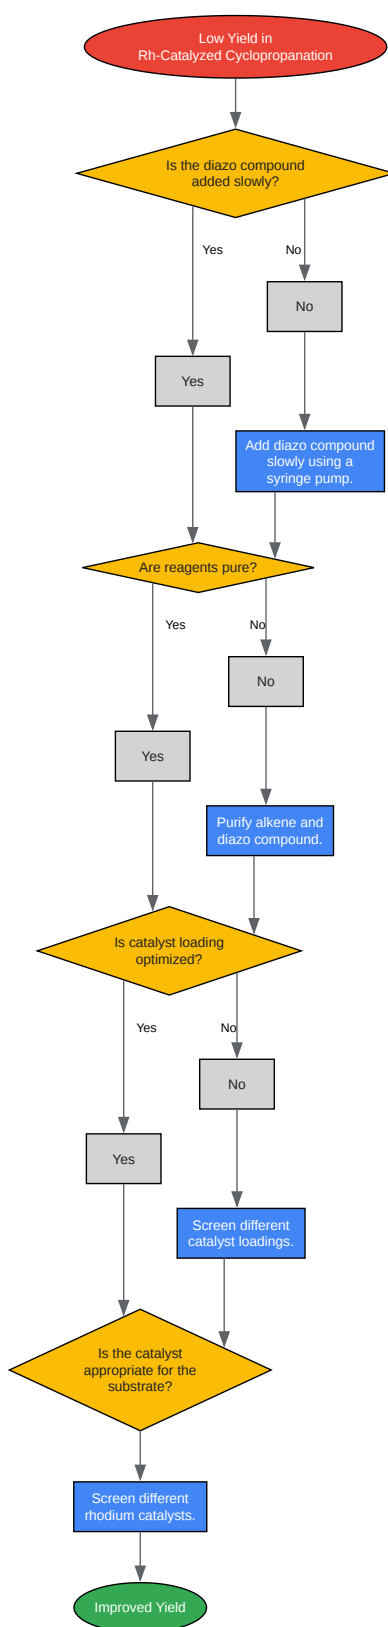 Low Yield in
Rh-Catalyzed Cyclopropanation
Is the diazo compound
added slowly?
Yes
No
No
Yes
Add diazo compound
slowly using a
syringe pump.
Are reagents pure?
Yes
No
No
Yes
Purify alkene and
diazo compound.
Is catalyst loading
optimized?
Yes
No
No
Yes
Screen different
catalyst loadings.
Is the catalyst
appropriate for the
substrate?
Screen different
rhodium catalysts.
Improved Yield